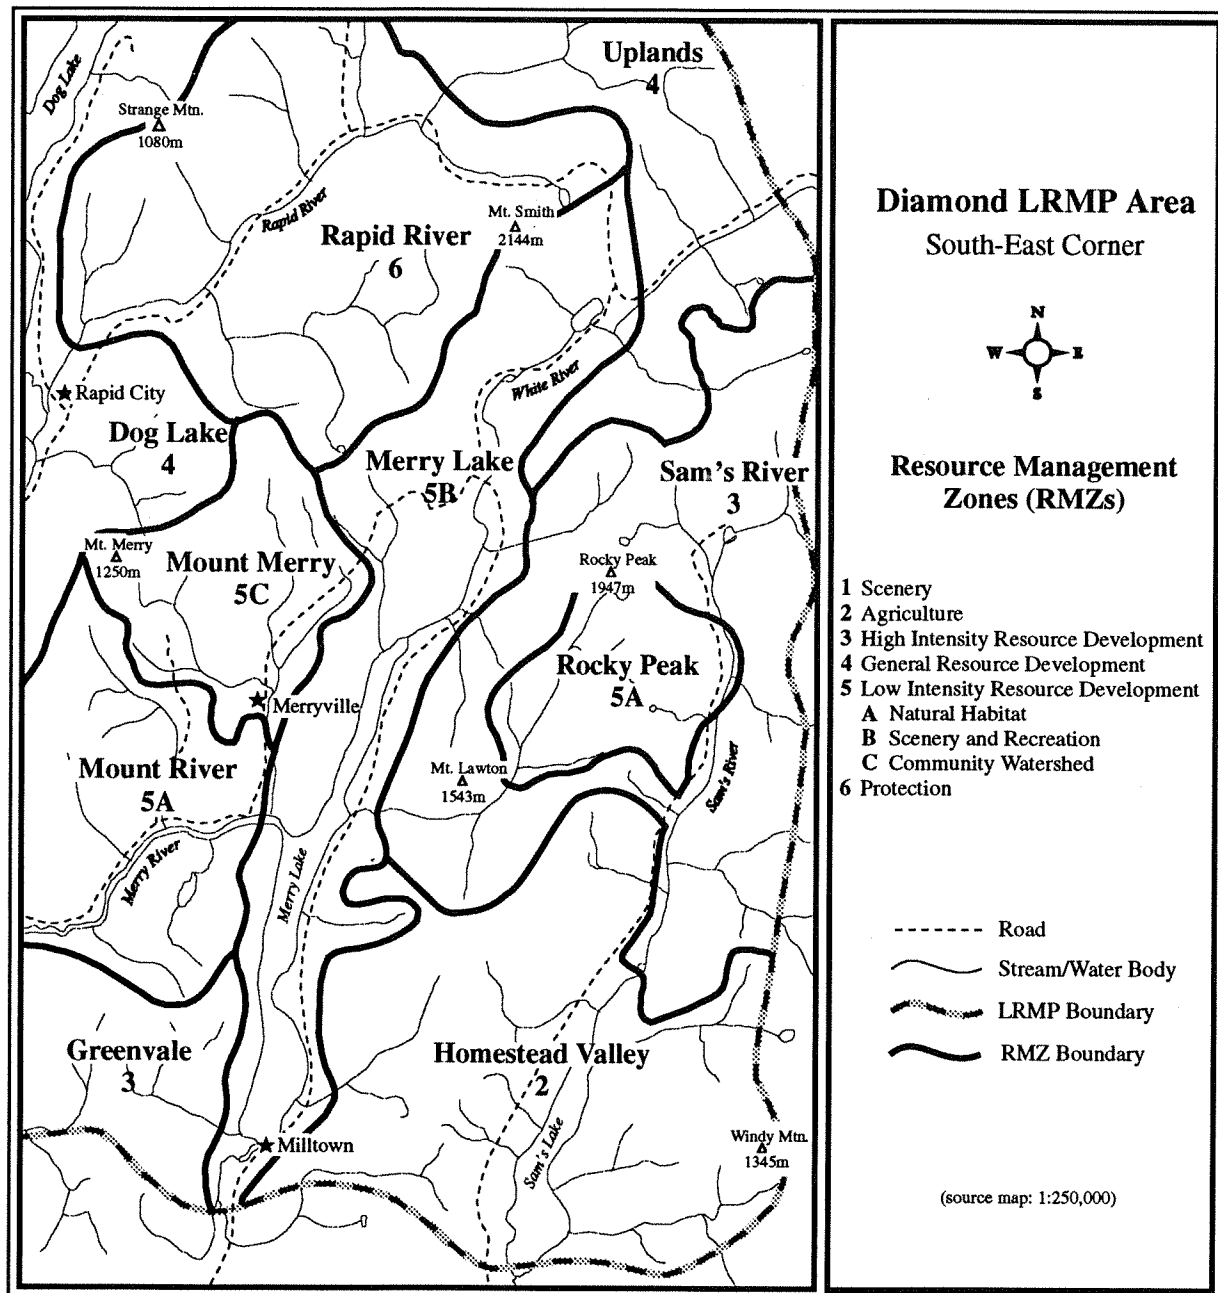 Uplands
4
Dog Lake
Strange Mtn.
1080m
Rapid River
Mt. Smith
2144m
Rapid River
6
White River
Rapid City
Dog Lake
4
Merry Lake
5B
Sam's River
3
Mt. Merry
1250m
Mount Merry
5C
Rocky Peak
1947m
Rocky Peak
5A
Merryville
Mount River
5A
Mt. Lawton
1543m
Sam's River
Merry River
Merry Lake
Greenvale
3
Homestead Valley
2
Milltown
Sam's Lake
Windy Mtn.
1345m
Diamond LRMP Area
South-East Corner
N
W E
S
Resource Management
Zones (RMZs)
1 Scenery
2 Agriculture
3 High Intensity Resource Development
4 General Resource Development
5 Low Intensity Resource Development
A Natural Habitat
B Scenery and Recreation
C Community Watershed
6 Protection
Road
Stream/Water Body
LRMP Boundary
RMZ Boundary
(source map: 1:250,000)